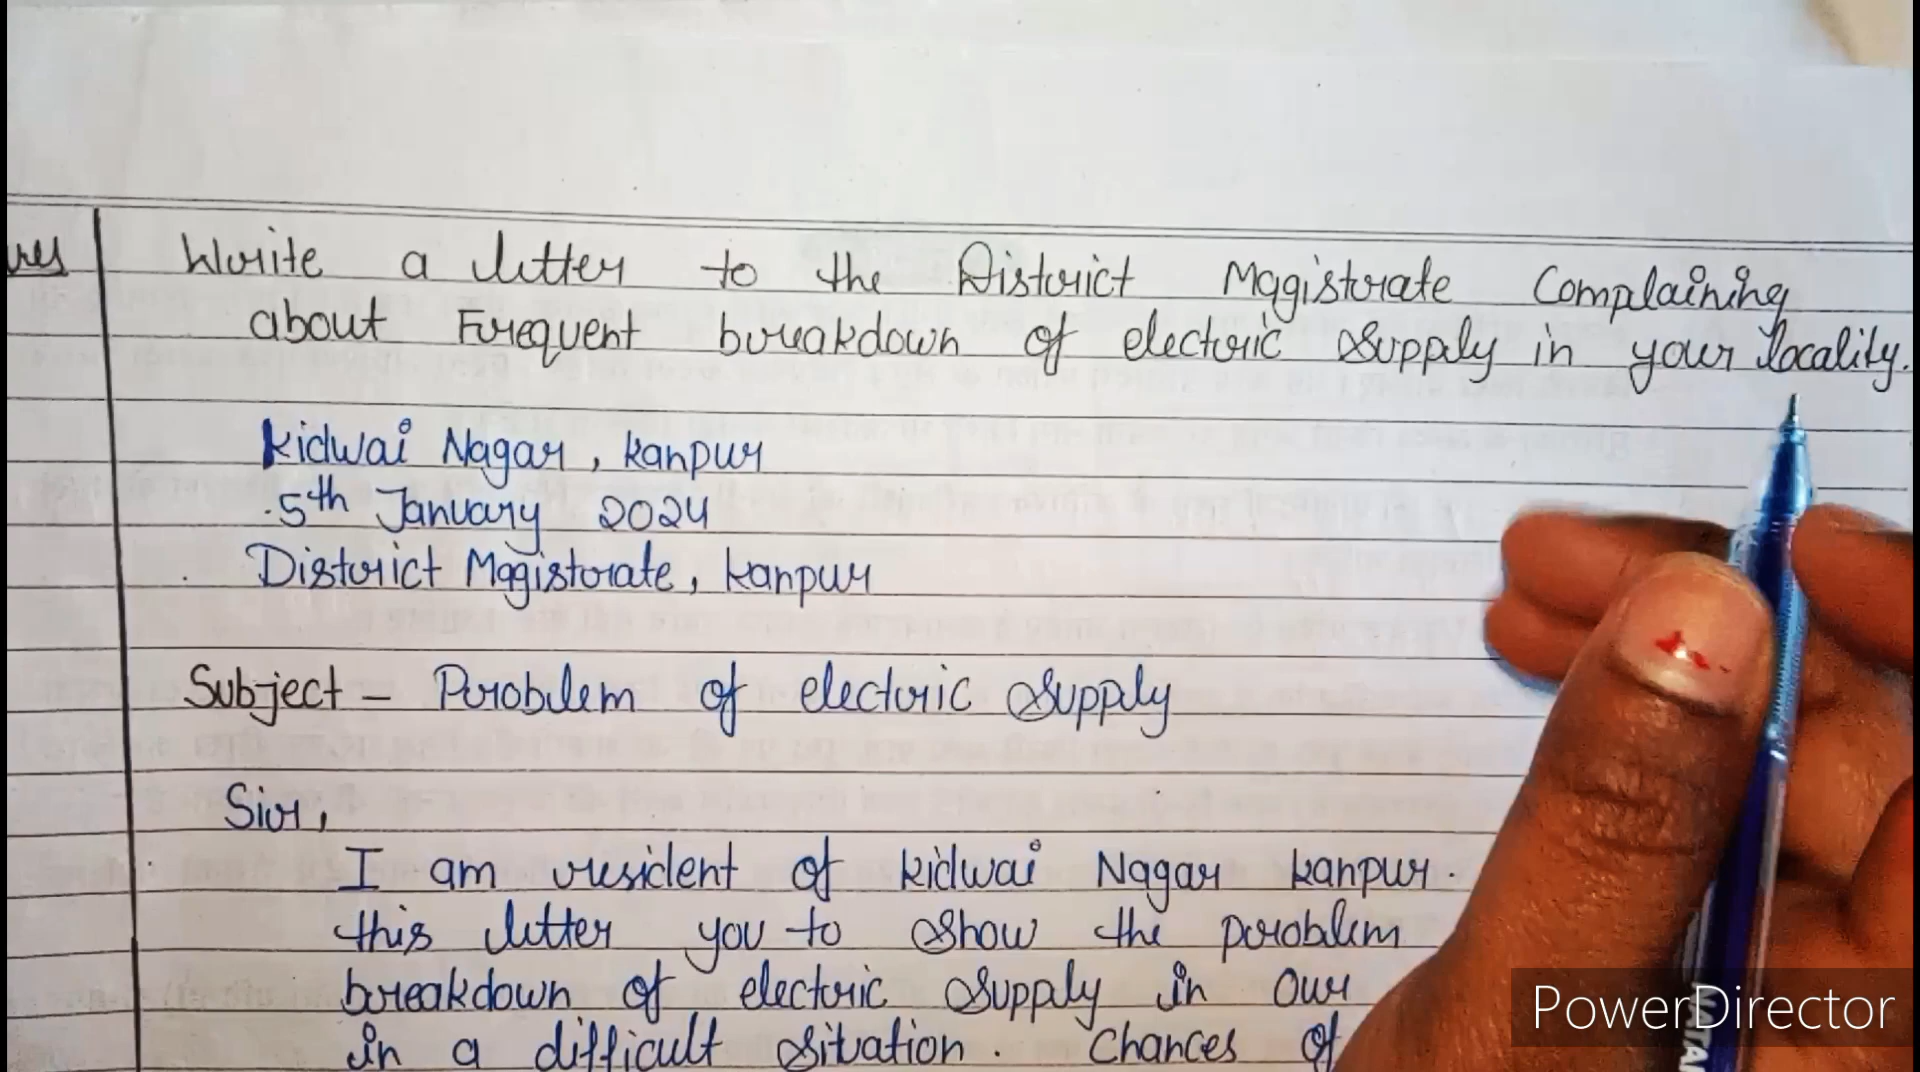 Write a letter to the District Magistrate Complaining
about Frequent breakdown of electric Supply in your locality.
Kidwai Nagar, Kanpur
5th January 2024
District Magistrate, Kanpur
Subject - Problem of electric Supply
Sir,
I am resident of Kidwai Nagar Kanpur.
this letter you to Show the problem
breakdown of electric Supply in Our
in a difficult Situation. Chances of
PowerDirector